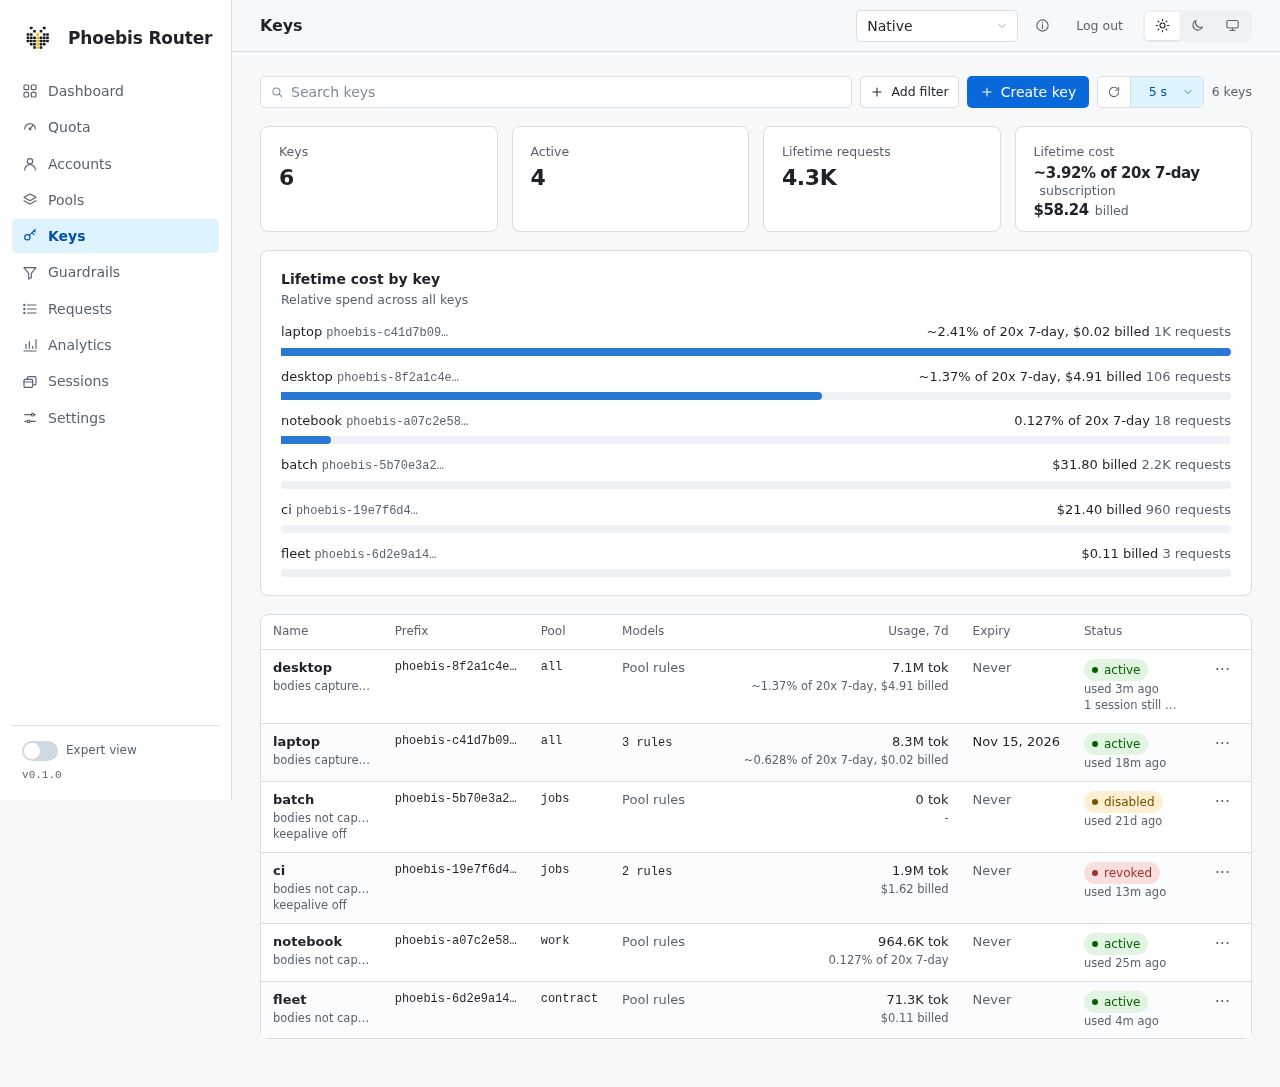 Phoebis Router
Dashboard
Quota
Accounts
Pools
Keys
Guardrails
Requests
Analytics
Sessions
Settings
Expert view
v0.1.0
Keys
Native
Log out
Search keys
Add filter
Create key
5 s
6 keys
Keys
6
Active
4
Lifetime requests
4.3K
Lifetime cost
~3.92% of 20x 7-day
subscription
$58.24 billed
Lifetime cost by key
Relative spend across all keys
laptop phoebis-c41d7b09… ~2.41% of 20x 7-day, $0.02 billed 1K requests
desktop phoebis-8f2a1c4e… ~1.37% of 20x 7-day, $4.91 billed 106 requests
notebook phoebis-a07c2e58… 0.127% of 20x 7-day 18 requests
batch phoebis-5b70e3a2… $31.80 billed 2.2K requests
ci phoebis-19e7f6d4… $21.40 billed 960 requests
fleet phoebis-6d2e9a14… $0.11 billed 3 requests
Name Prefix Pool Models Usage, 7d Expiry Status
desktop phoebis-8f2a1c4e… all Pool rules 7.1M tok Never active
bodies capture… ~1.37% of 20x 7-day, $4.91 billed used 3m ago
1 session still …
laptop phoebis-c41d7b09… all 3 rules 8.3M tok Nov 15, 2026 active
bodies capture… ~0.628% of 20x 7-day, $0.02 billed used 18m ago
batch phoebis-5b70e3a2… jobs Pool rules 0 tok Never disabled
bodies not cap… - used 21d ago
keepalive off
ci phoebis-19e7f6d4… jobs 2 rules 1.9M tok Never revoked
bodies not cap… $1.62 billed used 13m ago
keepalive off
notebook phoebis-a07c2e58… work Pool rules 964.6K tok Never active
bodies not cap… 0.127% of 20x 7-day used 25m ago
fleet phoebis-6d2e9a14… contract Pool rules 71.3K tok Never active
bodies not cap… $0.11 billed used 4m ago